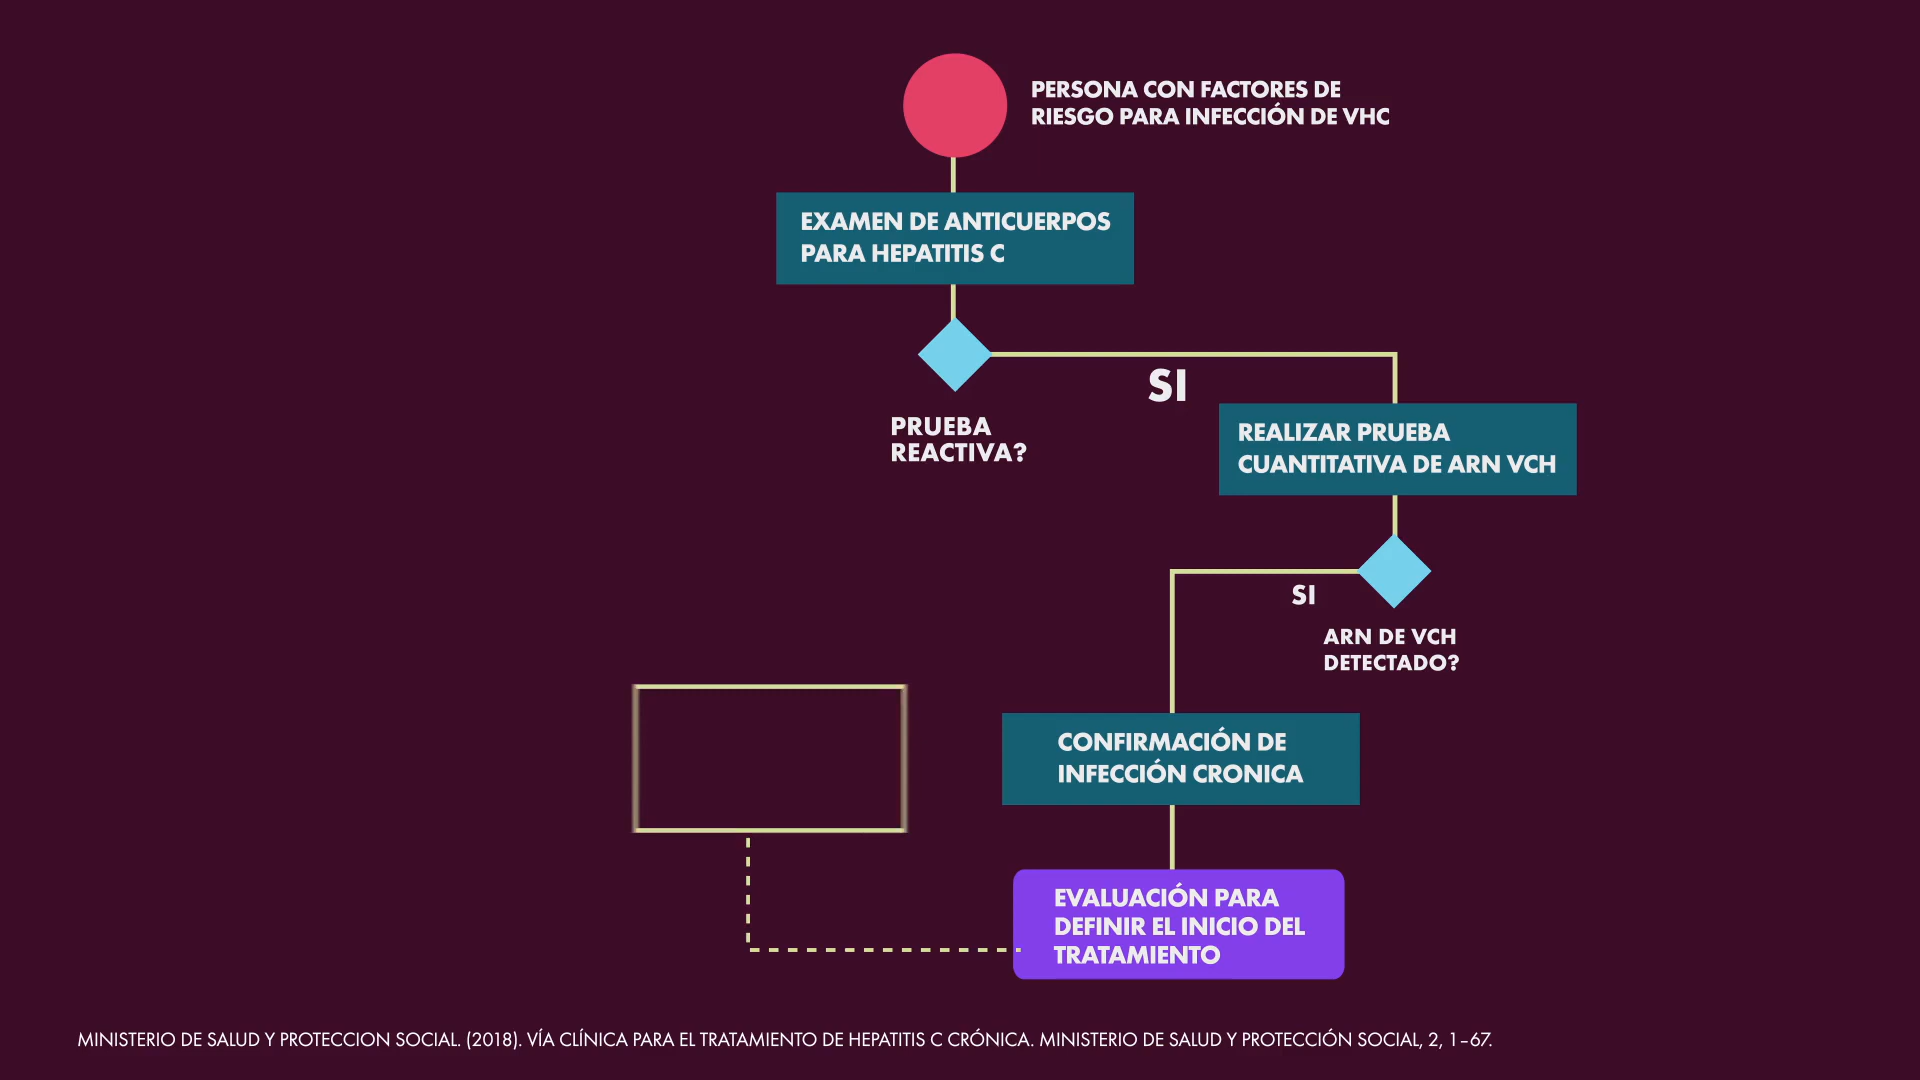 PERSONA CON FACTORES DE
RIESGO PARA INFECCIÓN DE VHC
EXAMEN DE ANTICUERPOS
PARA HEPATITIS C
SI
PRUEBA
REACTIVA?
REALIZAR PRUEBA
CUANTITATIVA DE ARN VCH
SI
ARN DE VCH
DETECTADO?
CONFIRMACIÓN DE
INFECCIÓN CRONICA
EVALUACIÓN PARA
DEFINIR EL INICIO DEL
TRATAMIENTO
MINISTERIO DE SALUD Y PROTECCION SOCIAL. (2018). VÍA CLÍNICA PARA EL TRATAMIENTO DE HEPATITIS C CRÓNICA. MINISTERIO DE SALUD Y PROTECCIÓN SOCIAL, 2, 1–67.